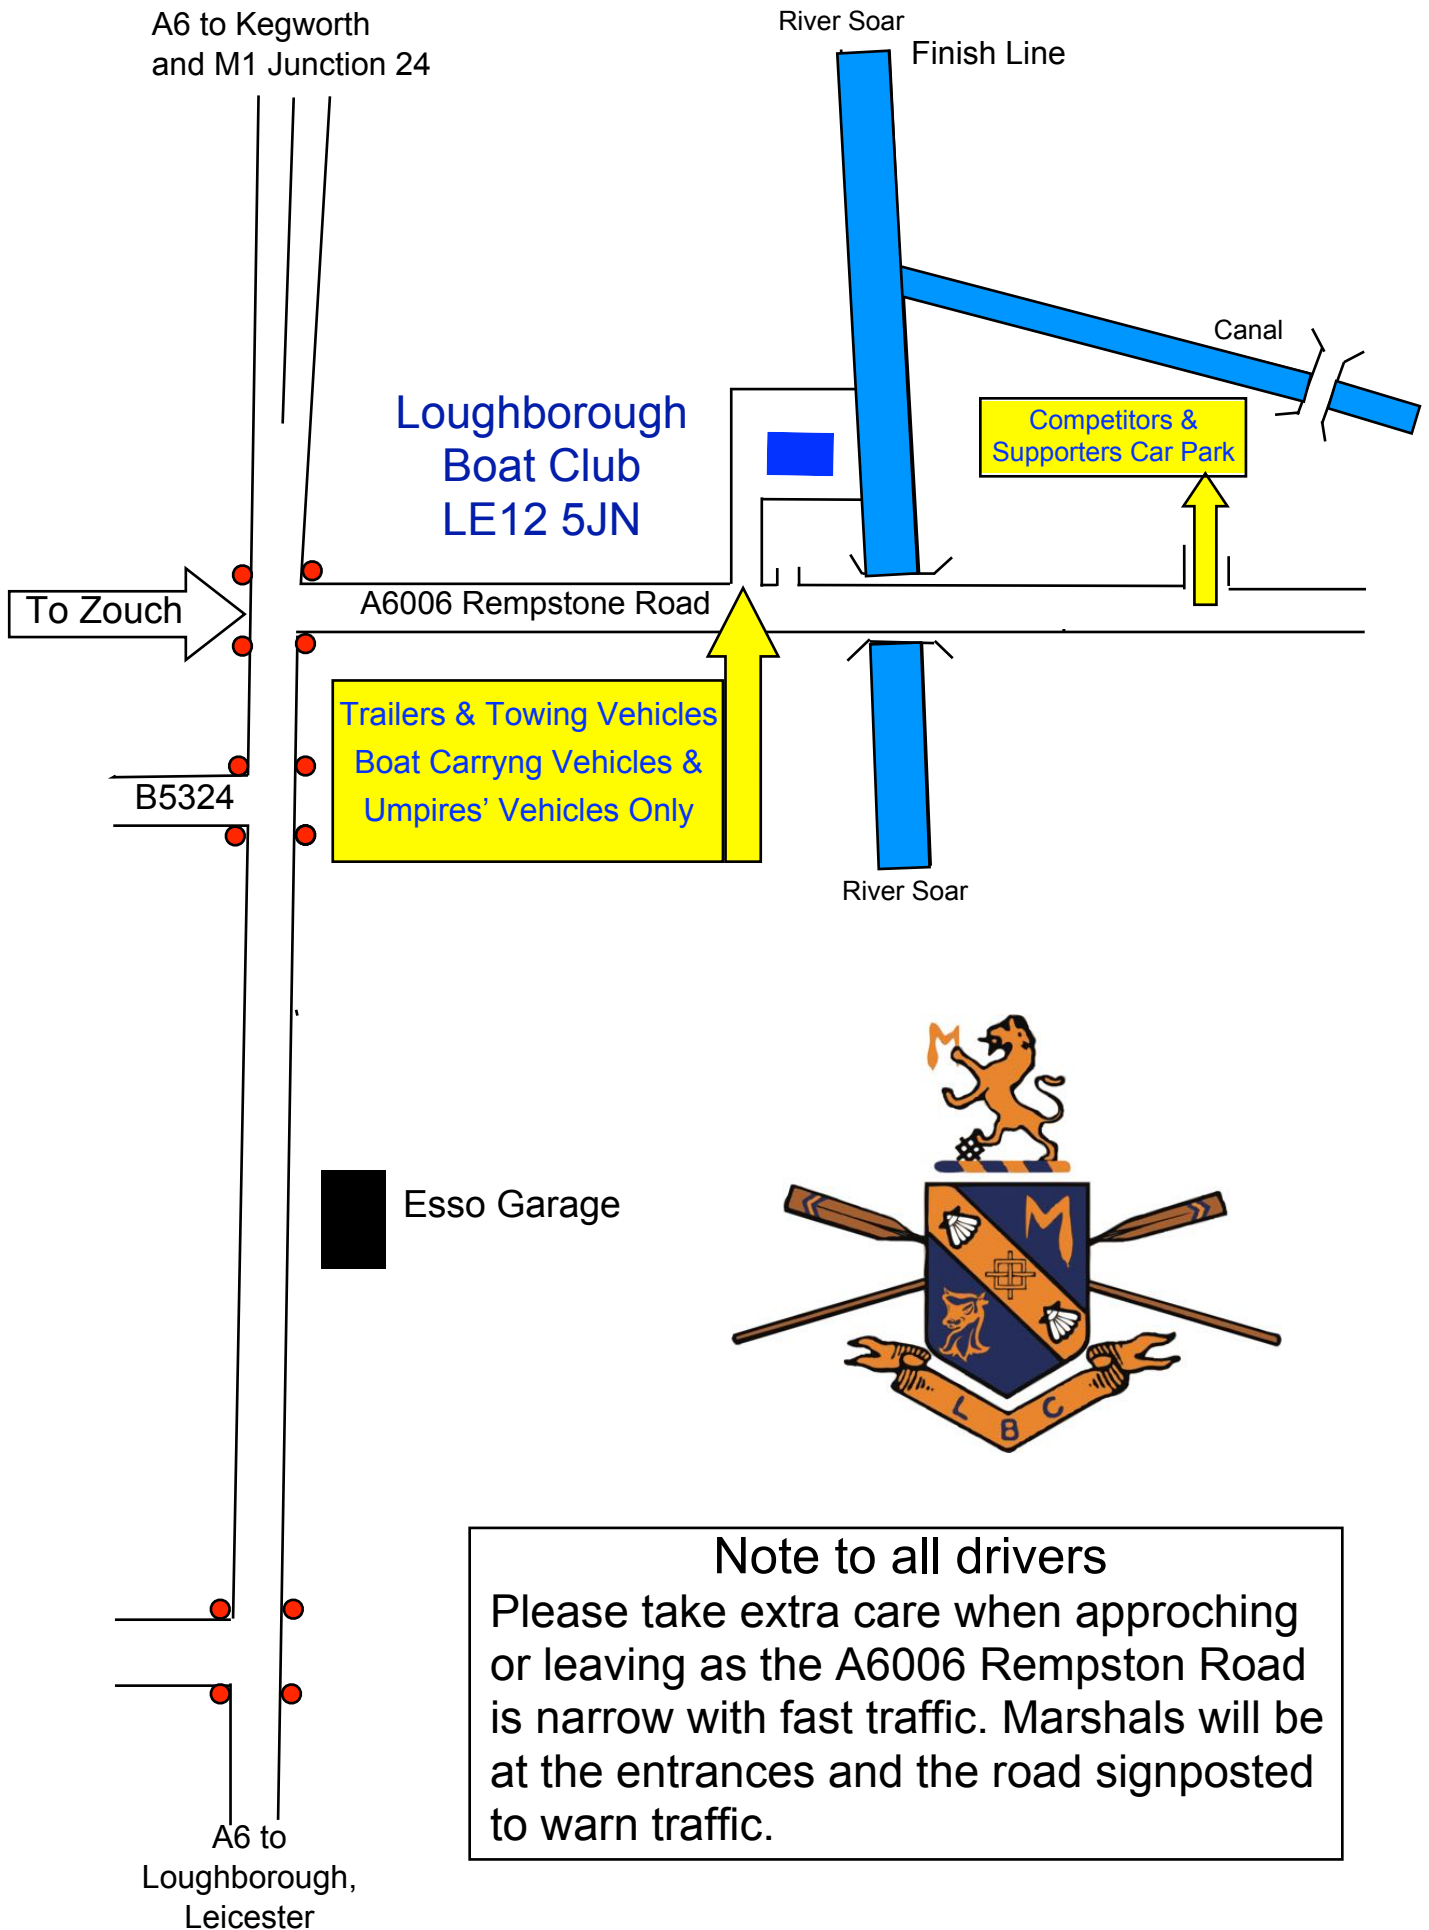 A6 to Kegworth
and M1 Junction 24
River Soar
Finish Line
Canal
Loughborough
Boat Club
LE12 5JN
Competitors &
Supporters Car Park
To Zouch
A6006 Rempstone Road
Trailers & Towing Vehicles
Boat Carryng Vehicles &
Umpires’ Vehicles Only
B5324
River Soar
M
Esso Garage
M
L B C
Note to all drivers
Please take extra care when approching
or leaving as the A6006 Rempston Road
is narrow with fast traffic. Marshals will be
at the entrances and the road signposted
to warn traffic.
A6 to
Loughborough,
Leicester